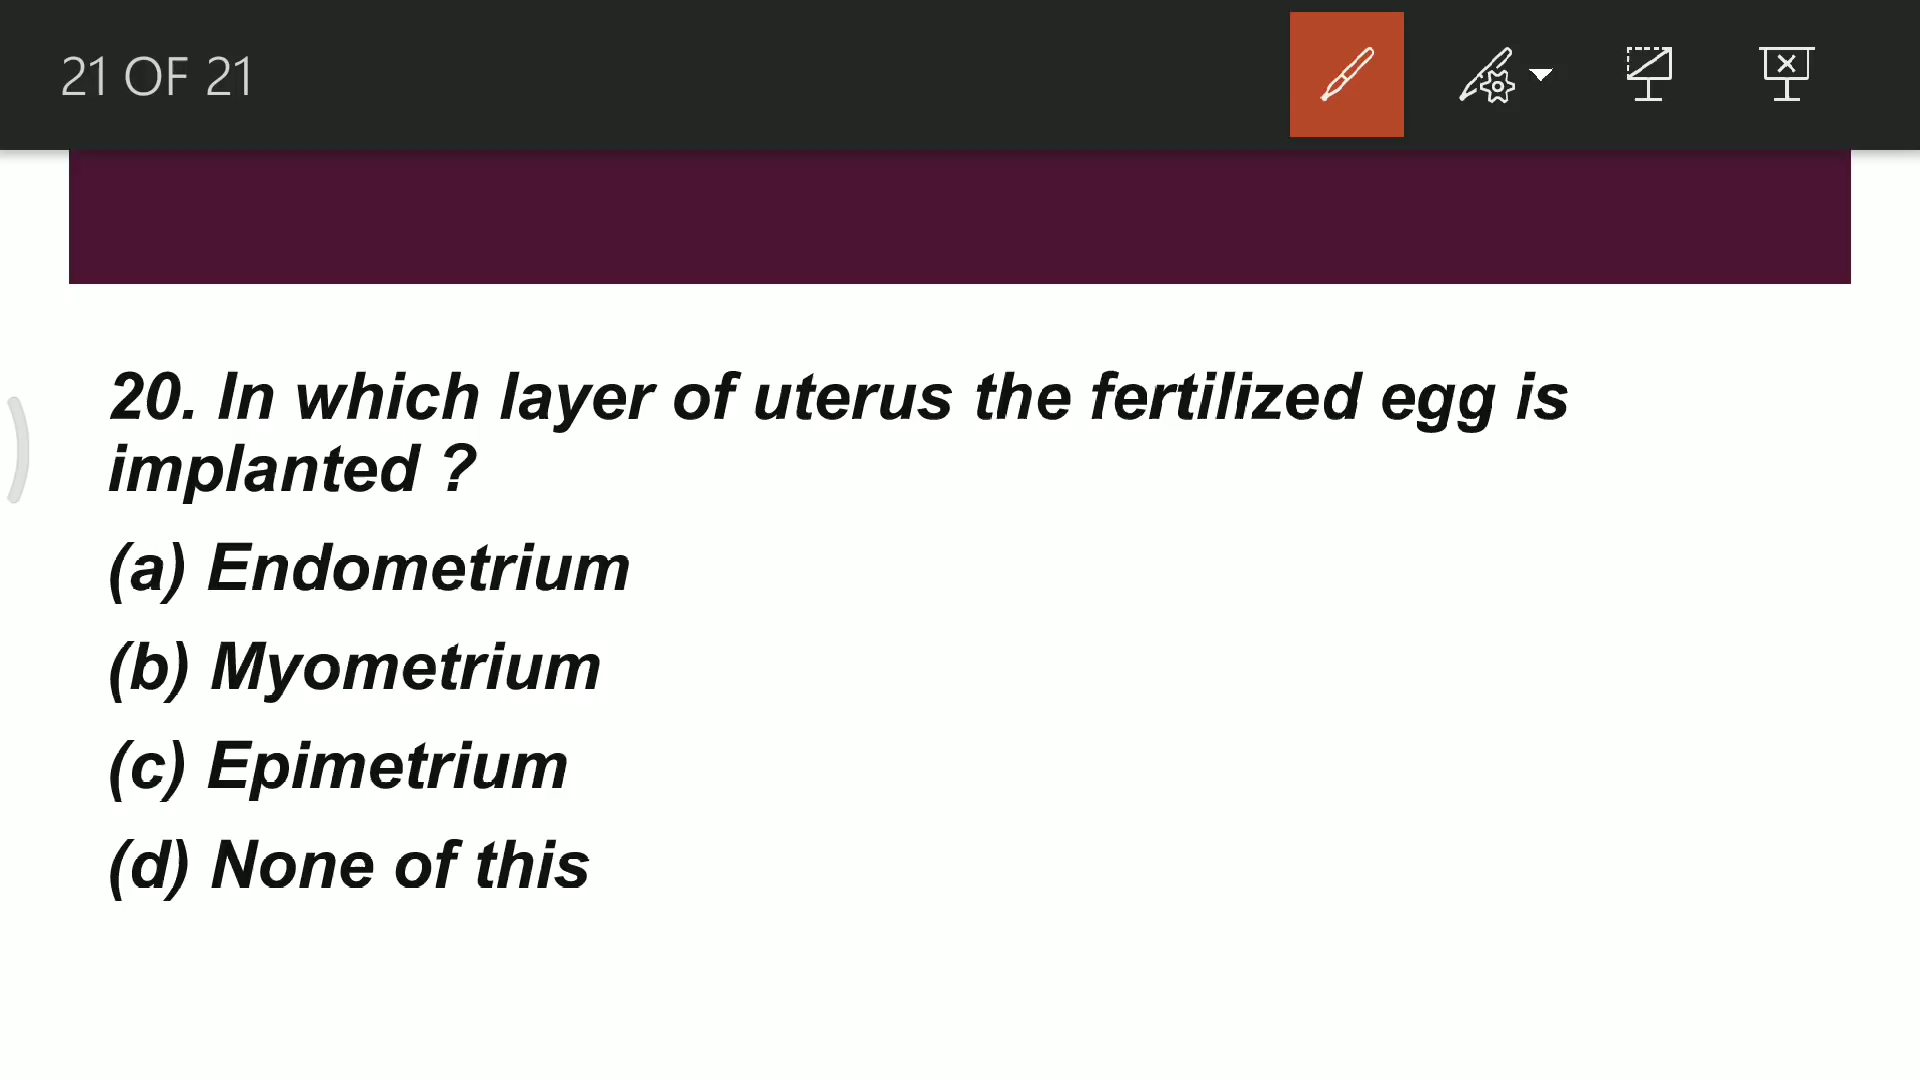 21 OF 21
20. In which layer of uterus the fertilized egg is
implanted ?
(a) Endometrium
(b) Myometrium
(c) Epimetrium
(d) None of this